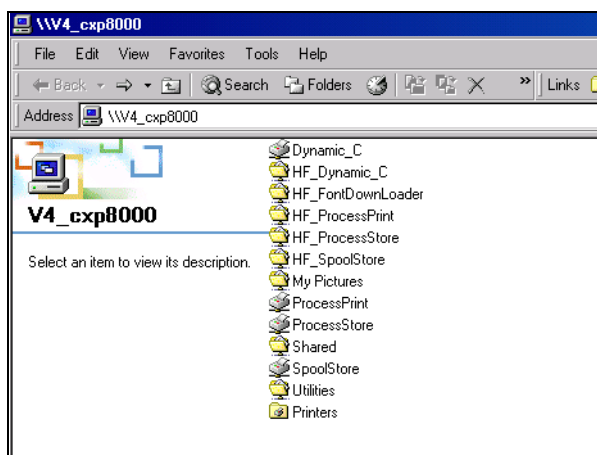 \\V4_cxp8000
File Edit View Favorites Tools Help
Back Search Folders » Links
Address \\V4_cxp8000
V4_cxp8000
Select an item to view its description.
Dynamic_C
HF_Dynamic_C
HF_FontDownLoader
HF_ProcessPrint
HF_ProcessStore
HF_SpoolStore
My Pictures
ProcessPrint
ProcessStore
Shared
SpoolStore
Utilities
Printers